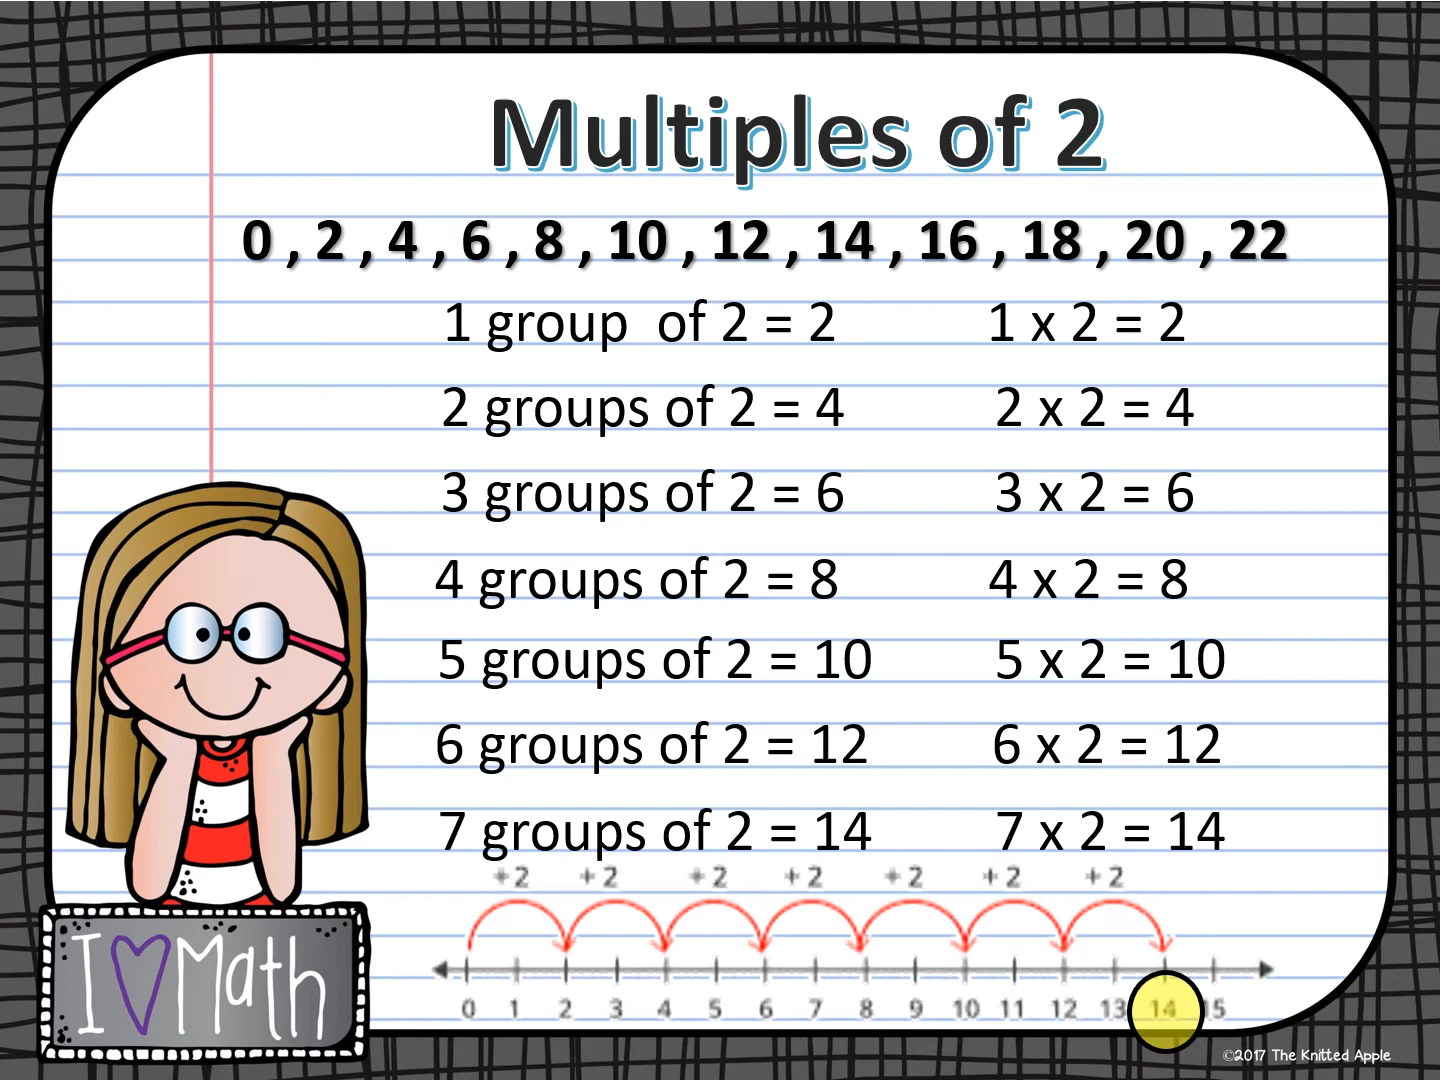 Multiples of 2
0 , 2 , 4 , 6 , 8 , 10 , 12 , 14 , 16 , 18 , 20 , 22
1 group of 2 = 2 1 x 2 = 2
2 groups of 2 = 4 2 x 2 = 4
3 groups of 2 = 6 3 x 2 = 6
4 groups of 2 = 8 4 x 2 = 8
5 groups of 2 = 10 5 x 2 = 10
6 groups of 2 = 12 6 x 2 = 12
7 groups of 2 = 14 7 x 2 = 14
+2 +2 +2 +2 +2 +2 +2
0 1 2 3 4 5 6 7 8 9 10 11 12 13 14 15
I ♡ Math
©2017 The Knitted Apple